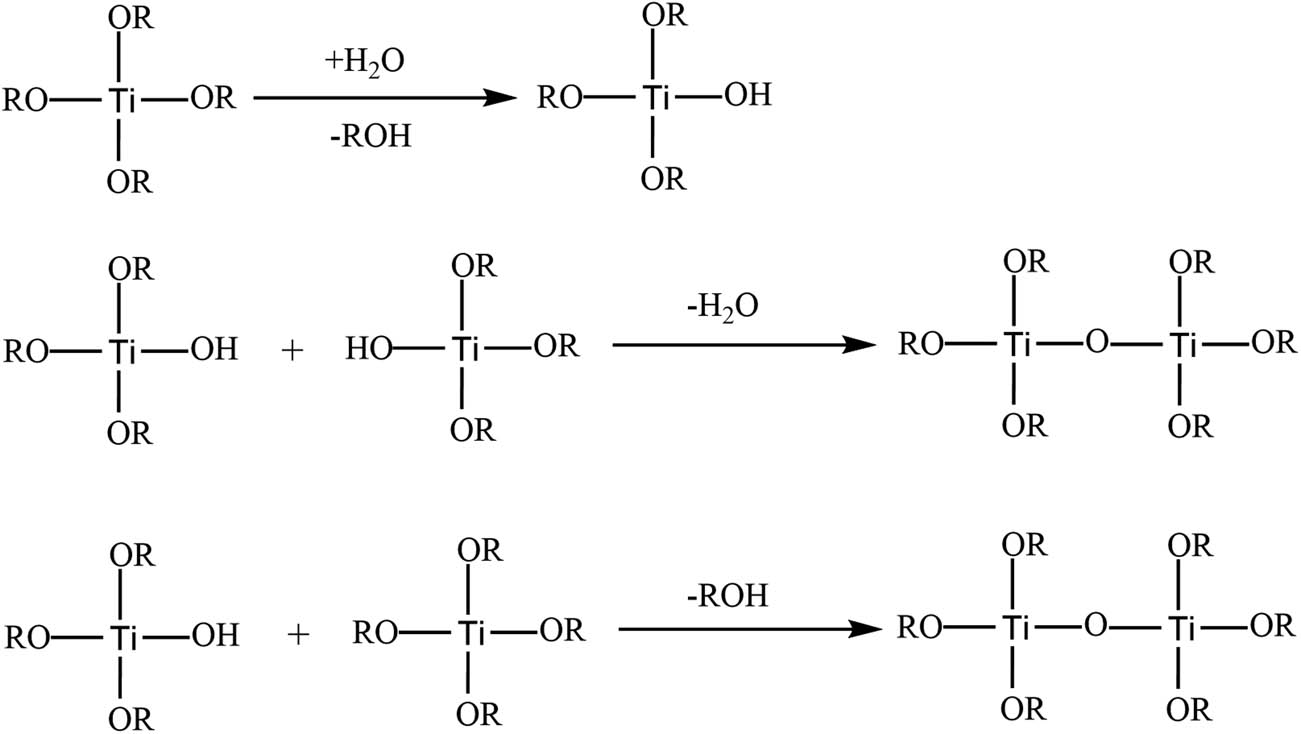 OR OR
+H₂O
RO Ti OR RO Ti OH
-ROH
OR OR
OR OR OR OR
-H₂O
RO Ti OH + HO Ti OR RO Ti O Ti OR
OR OR OR OR
OR OR OR OR
-ROH
RO Ti OH + RO Ti OR RO Ti O Ti OR
OR OR OR OR